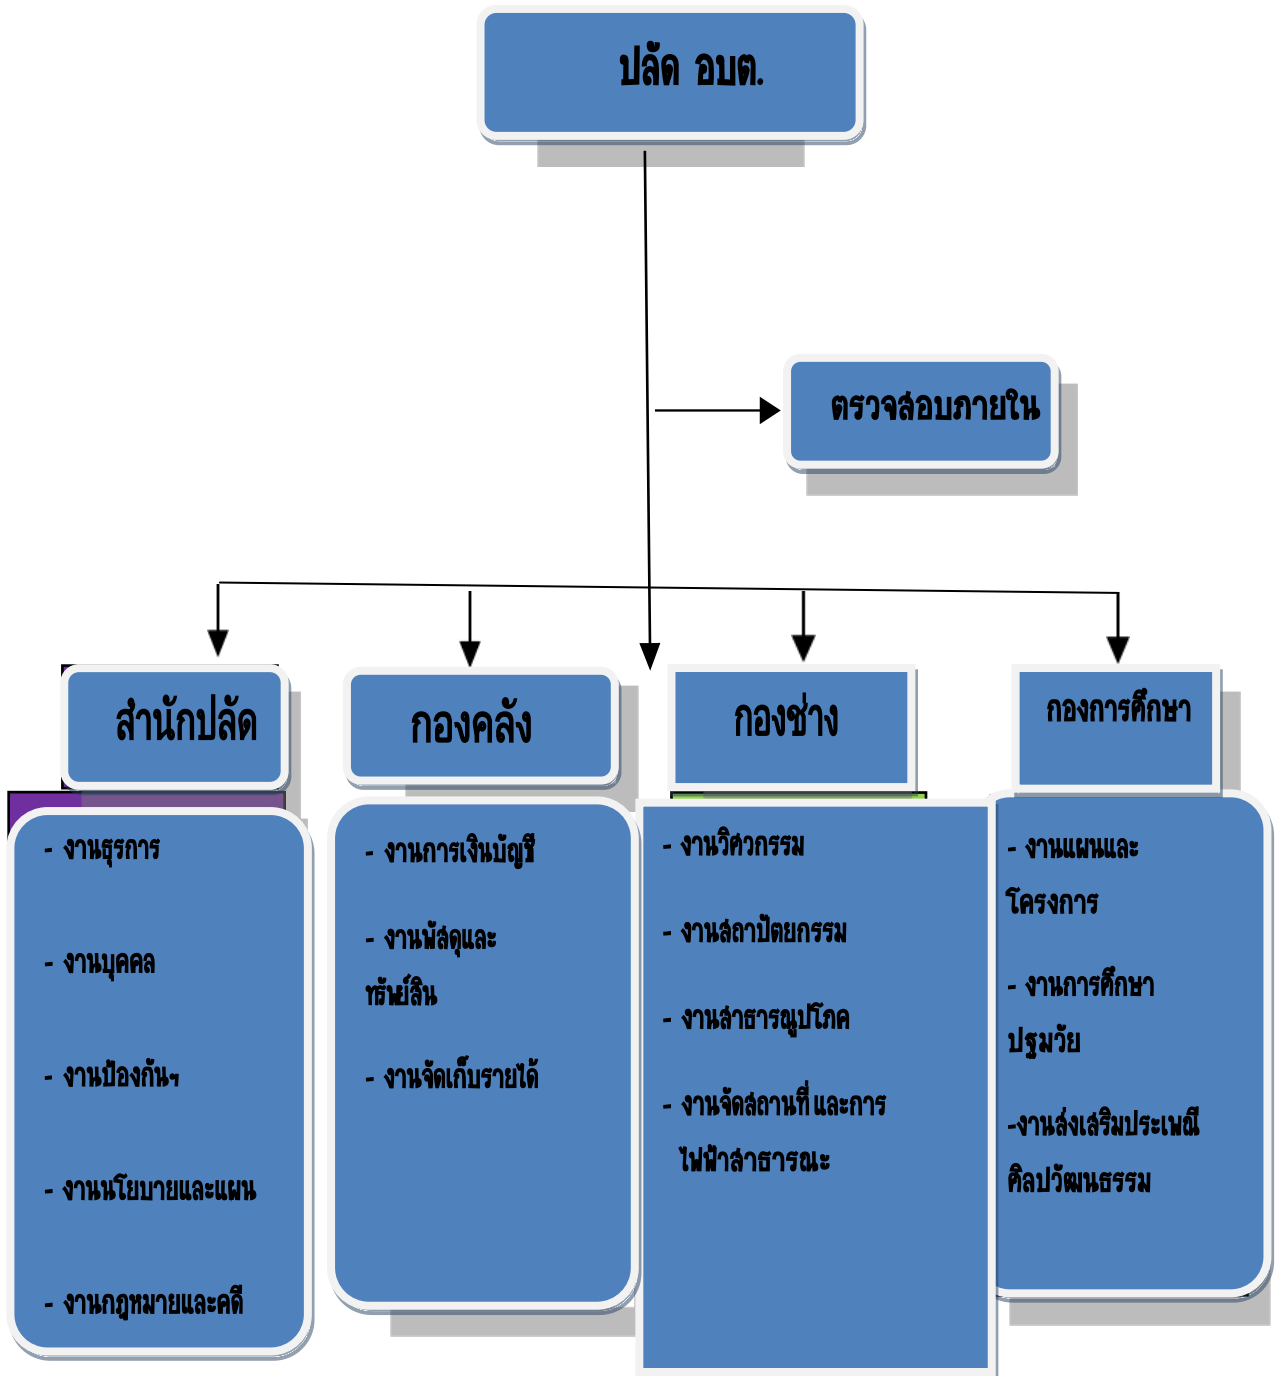 ปลัด อบต.
ตรวจสอบภายใน
สำนักปลัด
กองคลัง
กองช่าง
กองการศึกษา
- งานธุรการ
- งานบุคคล
- งานป้องกันฯ
- งานนโยบายและแผน
- งานกฎหมายและคดี
- งานการเงินบัญชี
- งานพัสดุและ
ทรัพย์สิน
- งานจัดเก็บรายได้
- งานวิศวกรรม
- งานสถาปัตยกรรม
- งานสาธารณูปโภค
- งานจัดสถานที่ และการ
ไฟฟ้าสาธารณะ
- งานแผนและ
โครงการ
- งานการศึกษา
ปฐมวัย
-งานส่งเสริมประเพณี
ศิลปวัฒนธรรม